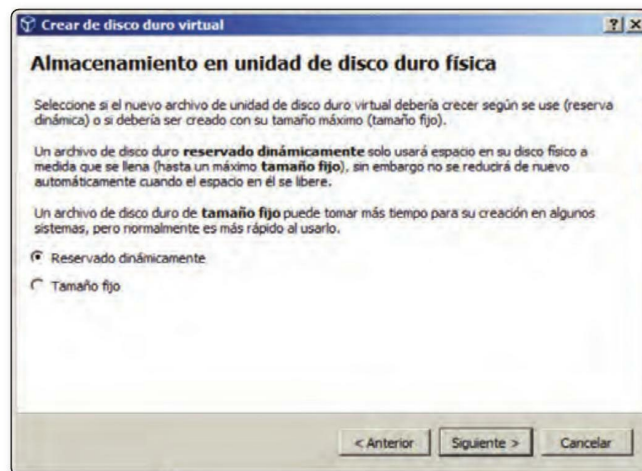 Crear de disco duro virtual
Almacenamiento en unidad de disco duro física
Seleccione si el nuevo archivo de unidad de disco duro virtual debería crecer según se use (reserva
dinámica) o si debería ser creado con su tamaño máximo (tamaño fijo).
Un archivo de disco duro reservado dinámicamente solo usará espacio en su disco físico a
medida que se llena (hasta un máximo tamaño fijo), sin embargo no se reducirá de nuevo
automáticamente cuando el espacio en él se libere.
Un archivo de disco duro de tamaño fijo puede tomar más tiempo para su creación en algunos
sistemas, pero normalmente es más rápido al usarlo.
Reservado dinámicamente
Tamaño fijo
< Anterior
Siguiente >
Cancelar